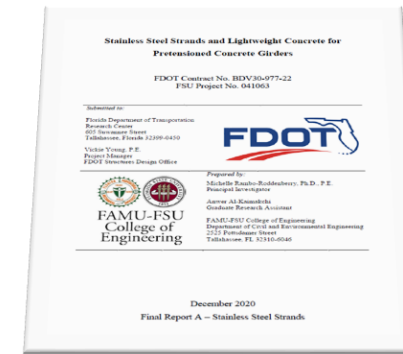 Stainless Steel Strands and Lightweight Concrete for
Pretensioned Concrete Girders
FDOT Contract No. BDV30-977-22
FSU Project No. 041063
Submitted to:
Florida Department of Transportation
Research Center
605 Suwannee Street
Tallahassee, Florida 32399-0450
Vickie Young, P.E.
Project Manager
FDOT Structures Design Office
FDOT
Prepared by:
Michelle Rambo-Roddenberry, Ph.D., P.E.
Principal Investigator
Anwer Al-Kaimakchi
Graduate Research Assistant
FAMU-FSU College of Engineering
Department of Civil and Environmental Engineering
2525 Pottsdamer Street
Tallahassee, FL 32310-6046
FAMU-FSU
College of
Engineering
December 2020
Final Report A – Stainless Steel Strands